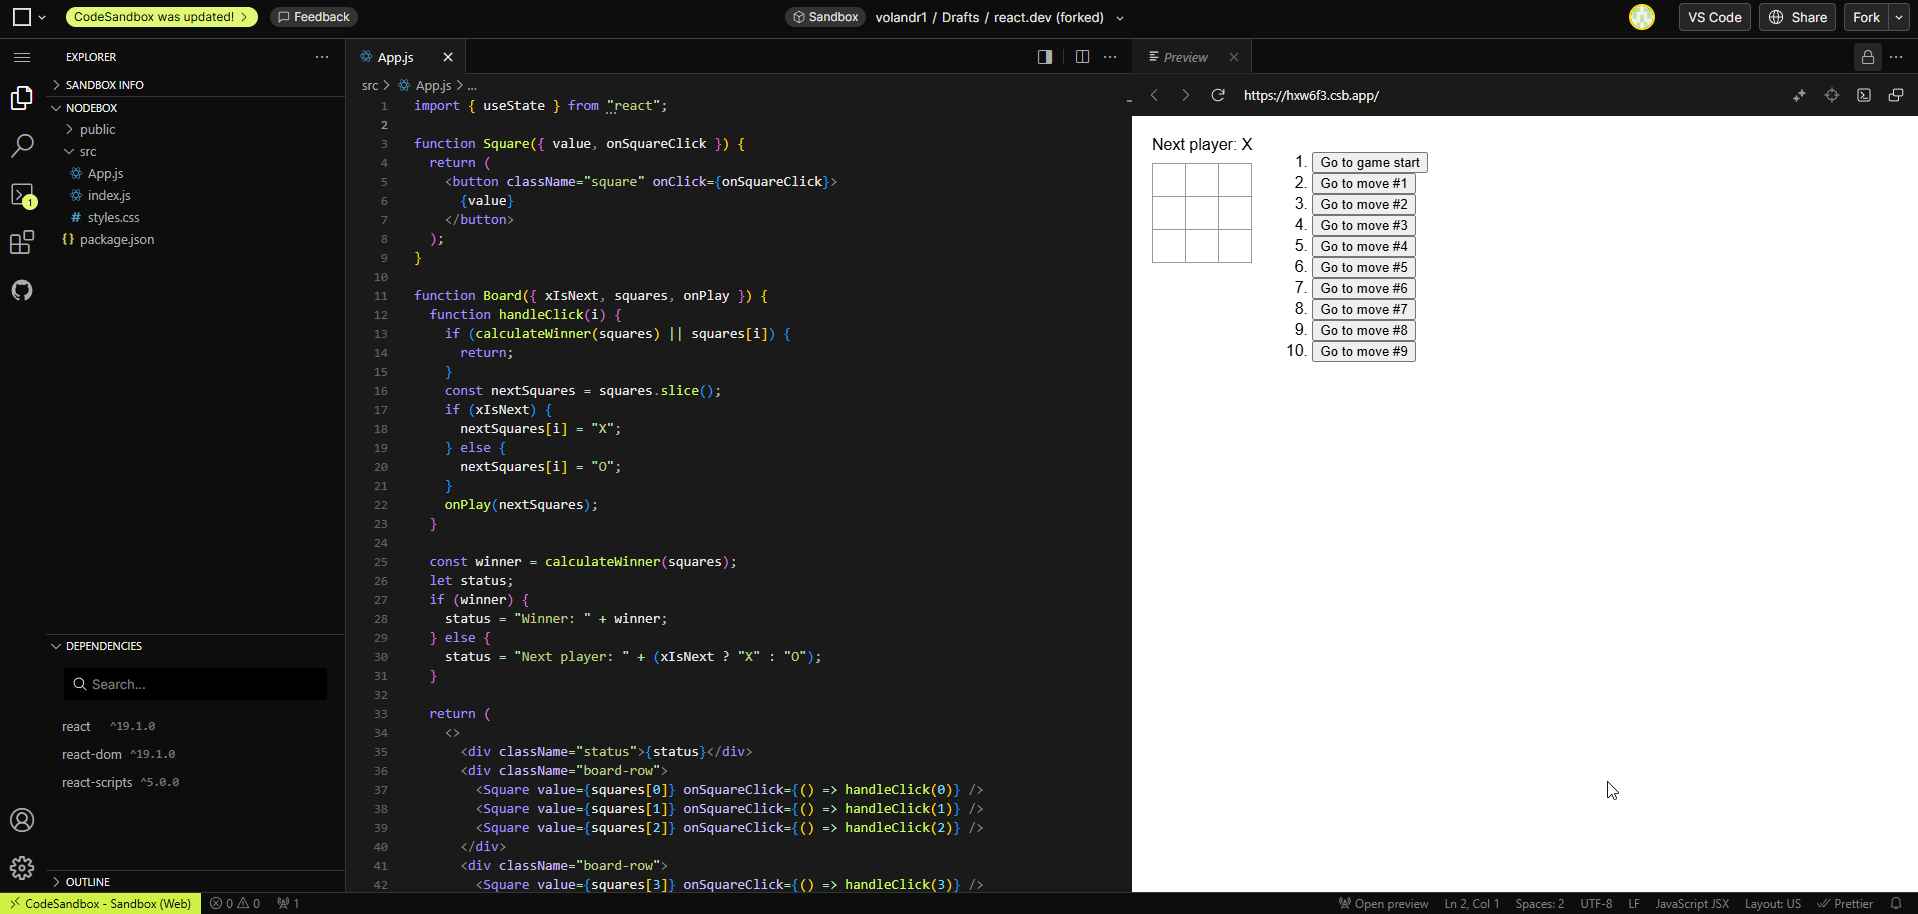 CodeSandbox was updated!
Feedback
Sandbox
volandr1 / Drafts / react.dev (forked)
VS Code
Share
Fork
EXPLORER
SANDBOX INFO
NODEBOX
public
src
App.js
index.js
styles.css
package.json
DEPENDENCIES
Search...
react ^19.1.0
react-dom ^19.1.0
react-scripts ^5.0.0
OUTLINE
App.js
src > App.js > ...
1 import { useState } from "react";
2
3 function Square({ value, onSquareClick }) {
4 return (
5 <button className="square" onClick={onSquareClick}>
6 {value}
7 </button>
8 );
9 }
10
11 function Board({ xIsNext, squares, onPlay }) {
12 function handleClick(i) {
13 if (calculateWinner(squares) || squares[i]) {
14 return;
15 }
16 const nextSquares = squares.slice();
17 if (xIsNext) {
18 nextSquares[i] = "X";
19 } else {
20 nextSquares[i] = "O";
21 }
22 onPlay(nextSquares);
23 }
24
25 const winner = calculateWinner(squares);
26 let status;
27 if (winner) {
28 status = "Winner: " + winner;
29 } else {
30 status = "Next player: " + (xIsNext ? "X" : "O");
31 }
32
33 return (
34 <>
35 <div className="status">{status}</div>
36 <div className="board-row">
37 <Square value={squares[0]} onSquareClick={() => handleClick(0)} />
38 <Square value={squares[1]} onSquareClick={() => handleClick(1)} />
39 <Square value={squares[2]} onSquareClick={() => handleClick(2)} />
40 </div>
41 <div className="board-row">
42 <Square value={squares[3]} onSquareClick={() => handleClick(3)} />
Preview
https://hxw6f3.csb.app/
Next player: X
1. Go to game start
2. Go to move #1
3. Go to move #2
4. Go to move #3
5. Go to move #4
6. Go to move #5
7. Go to move #6
8. Go to move #7
9. Go to move #8
10. Go to move #9
1
CodeSandbox - Sandbox (Web)
0 0
1
Open preview
Ln 2, Col 1
Spaces: 2
UTF-8
LF
JavaScript JSX
Layout: US
Prettier